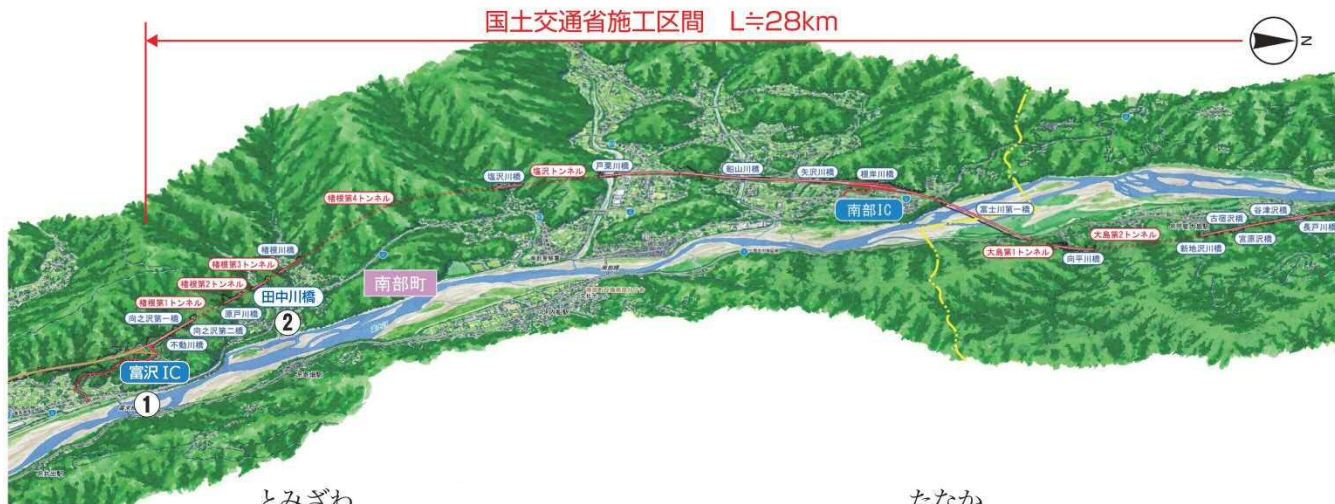 国土交通省施工区間 L≒28km
N
戸栗川橋
船山川橋
矢沢川橋
根岸川橋
塩沢川橋
塩沢トンネル
楮根第4トンネル
南部IC
富士川第一橋
古宿沢橋
谷津沢橋
長戸川橋
大島第2トンネル
宮原沢橋
新地沢川橋
大島第1トンネル
向平川橋
楮根川橋
楮根第3トンネル
楮根第2トンネル
南部町
田中川橋
楮根第1トンネル
原戸川橋
②
向之沢第一橋
向之沢第二橋
不動川橋
富沢IC
①
とみざわ
たなか